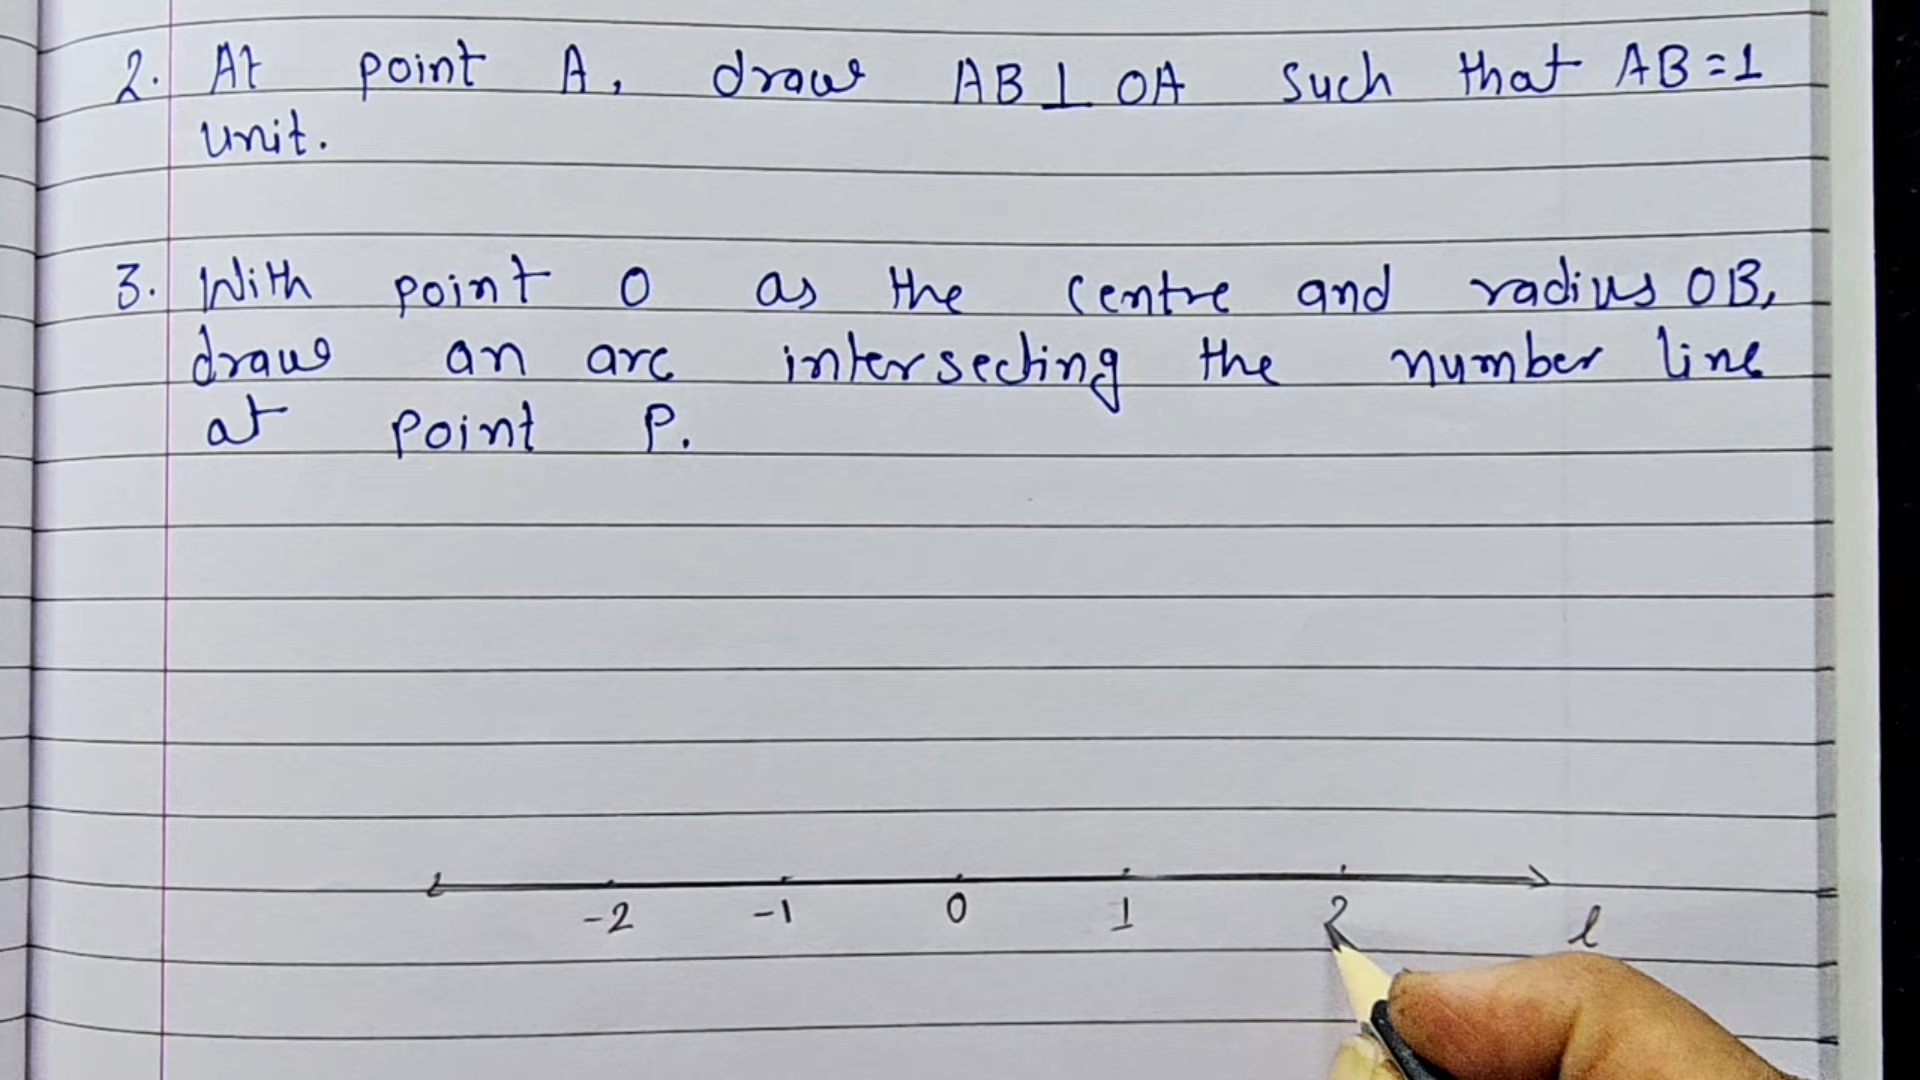 2. At point A, draw AB ⊥ OA such that AB = 1
unit.
3. With point O as the centre and radius OB,
draw an arc intersecting the number line
at point P.
-2 -1 0 1 2 l